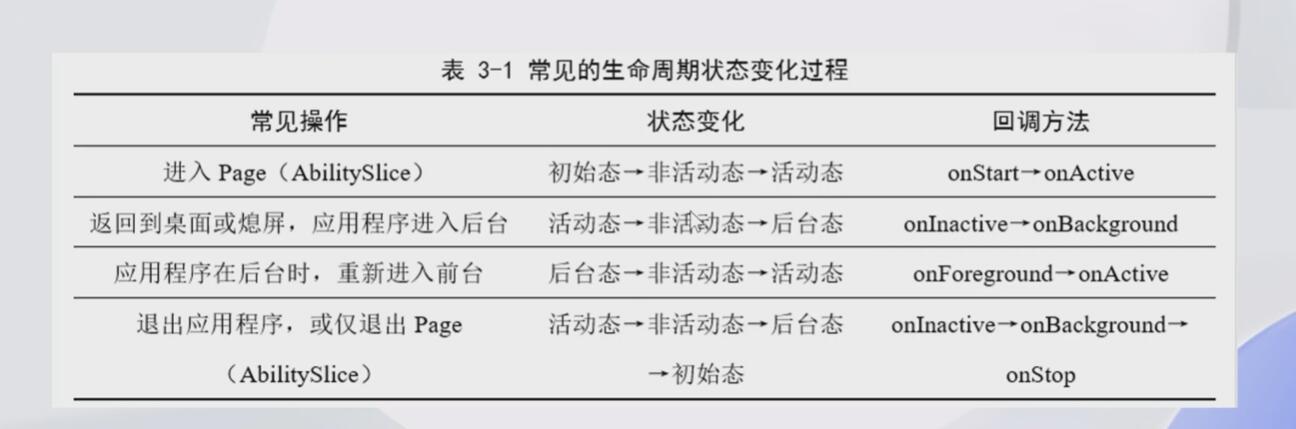 表 3-1 常见的生命周期状态变化过程
常见操作 状态变化 回调方法
进入 Page（AbilitySlice） 初始态→非活动态→活动态 onStart→onActive
返回到桌面或熄屏，应用程序进入后台 活动态→非活动态→后台态 onInactive→onBackground
应用程序在后台时，重新进入前台 后台态→非活动态→活动态 onForeground→onActive
退出应用程序，或仅退出 Page 活动态→非活动态→后台态 onInactive→onBackground→
（AbilitySlice） →初始态 onStop